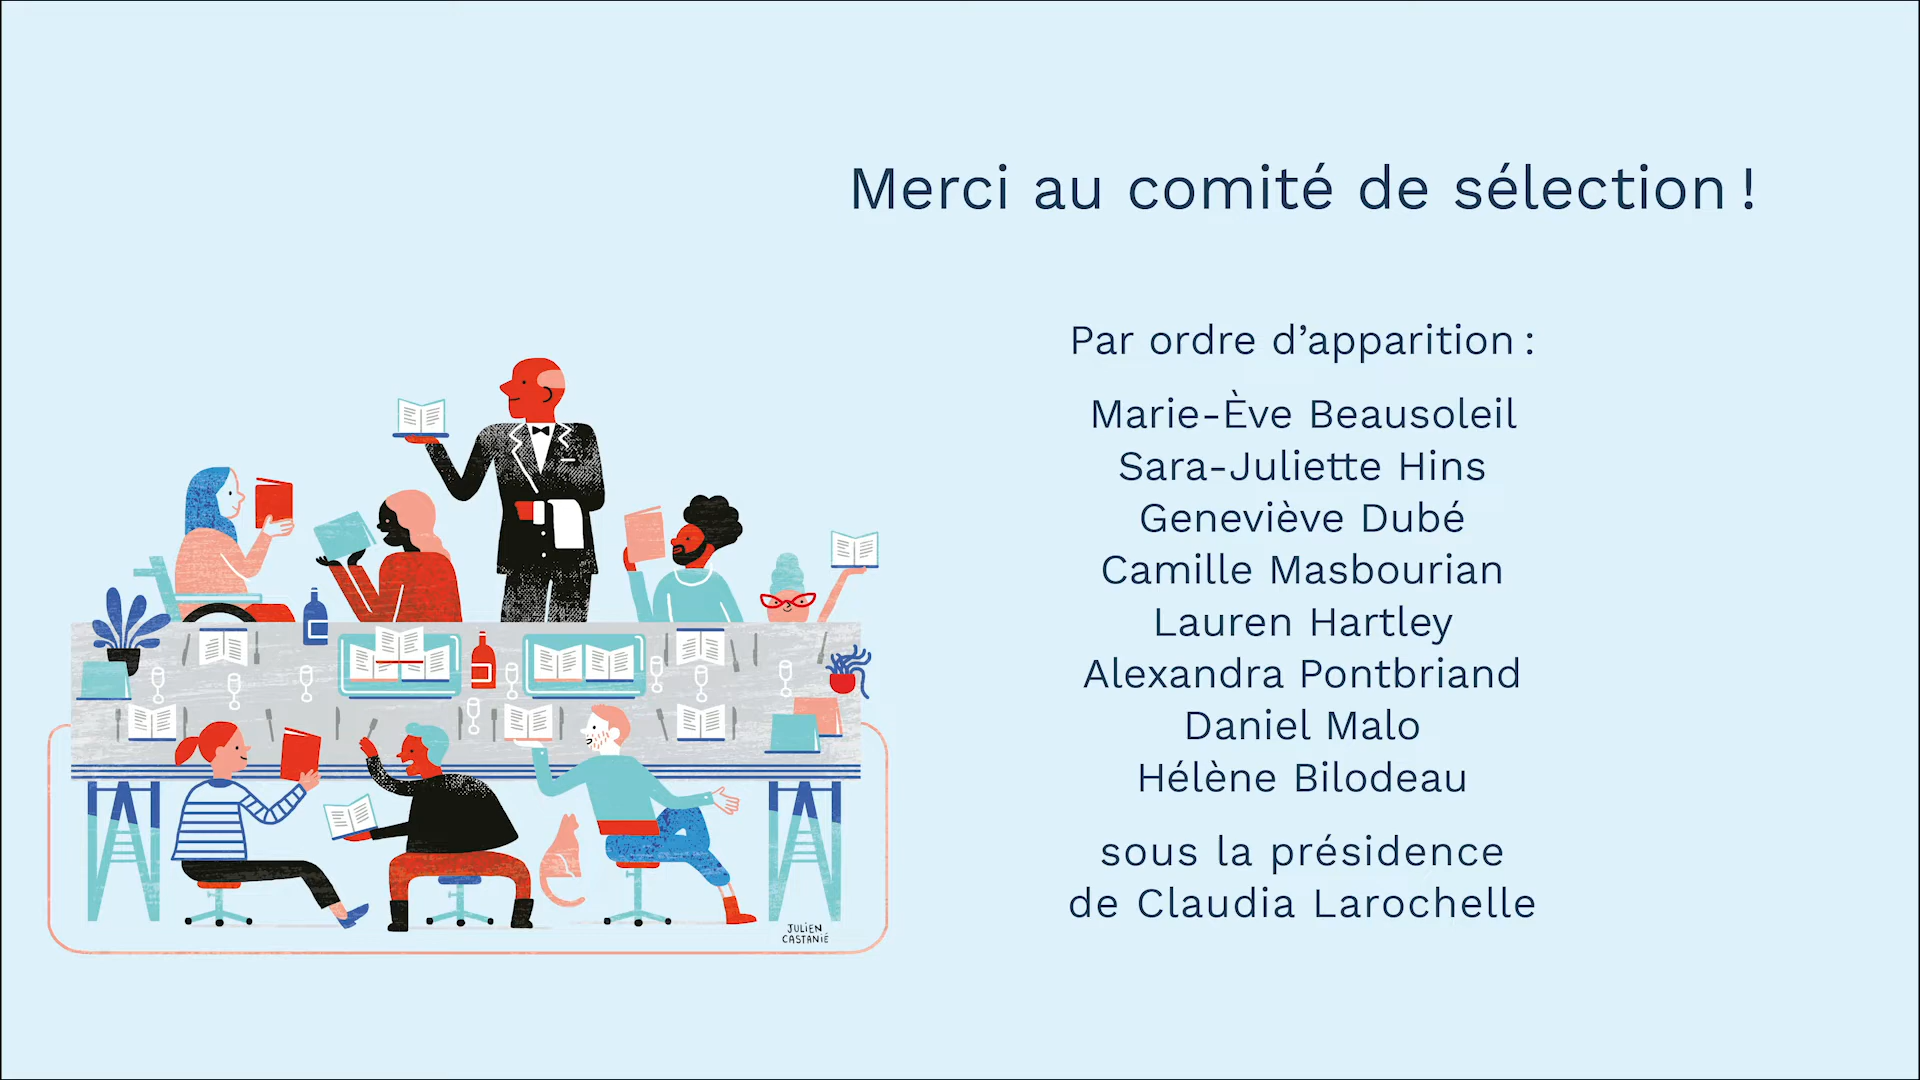 Merci au comité de sélection !
Par ordre d’apparition :
Marie-Ève Beausoleil
Sara-Juliette Hins
Geneviève Dubé
Camille Masbourian
Lauren Hartley
Alexandra Pontbriand
Daniel Malo
Hélène Bilodeau
sous la présidence
de Claudia Larochelle
JULIEN
CASTANIÉ